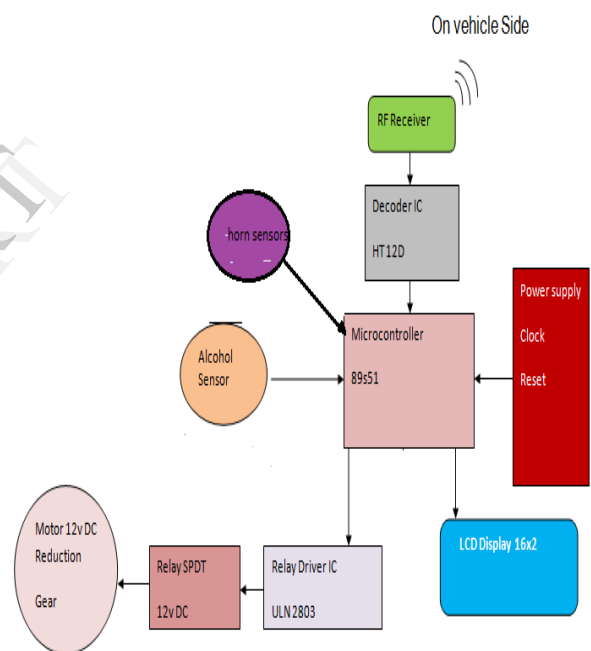 On vehicle Side
RF Receiver
Decoder IC
HT12D
horn sensors
Power supply
Clock
Reset
Microcontroller
89s51
Alcohol
Sensor
Motor 12v DC
Reduction
Gear
Relay SPDT
12v DC
Relay Driver IC
ULN 2803
LCD Display 16x2